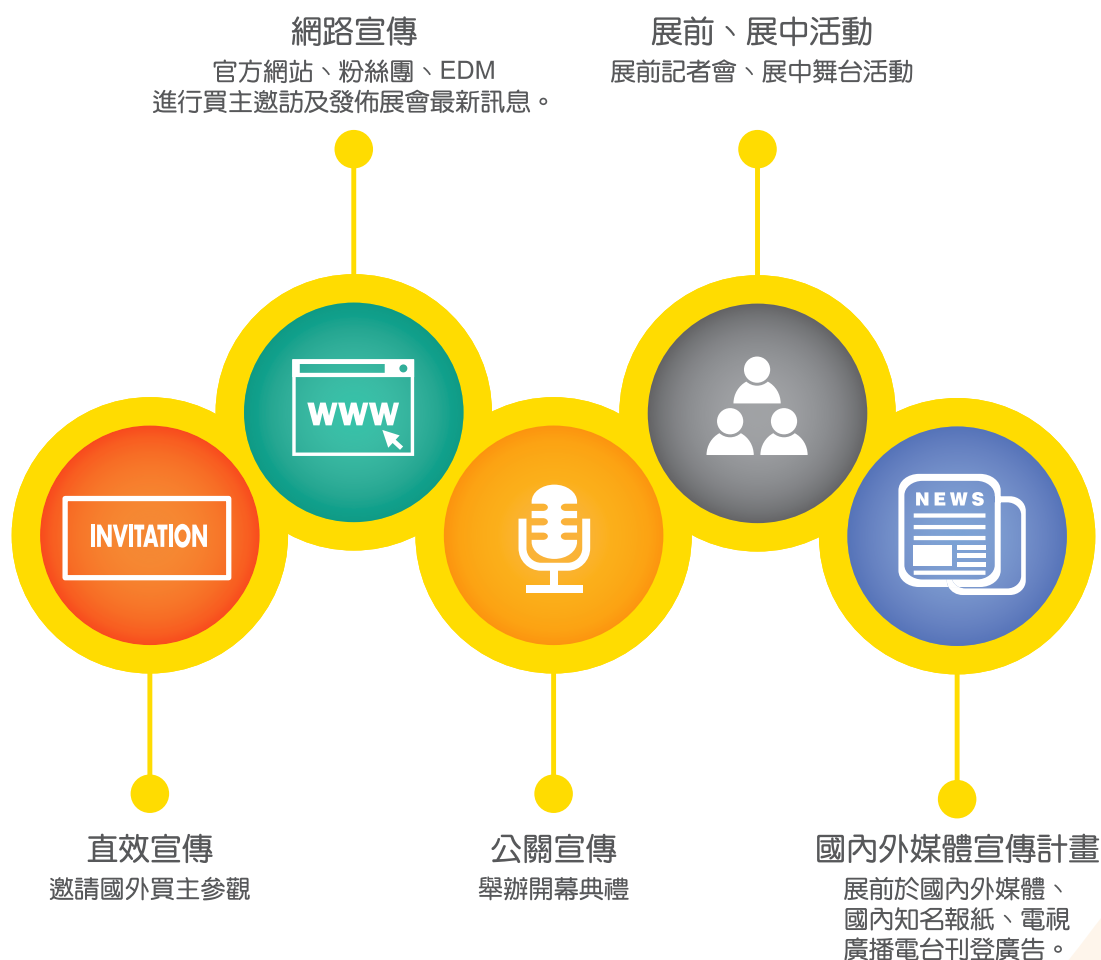 網路宣傳
官方網站、粉絲團、EDM
進行買主邀訪及發佈展會最新訊息。
展前、展中活動
展前記者會、展中舞台活動
INVITATION
WWW
NEWS
直效宣傳
邀請國外買主參觀
公關宣傳
舉辦開幕典禮
國內外媒體宣傳計畫
展前於國內外媒體、
國內知名報紙、電視
廣播電台刊登廣告。